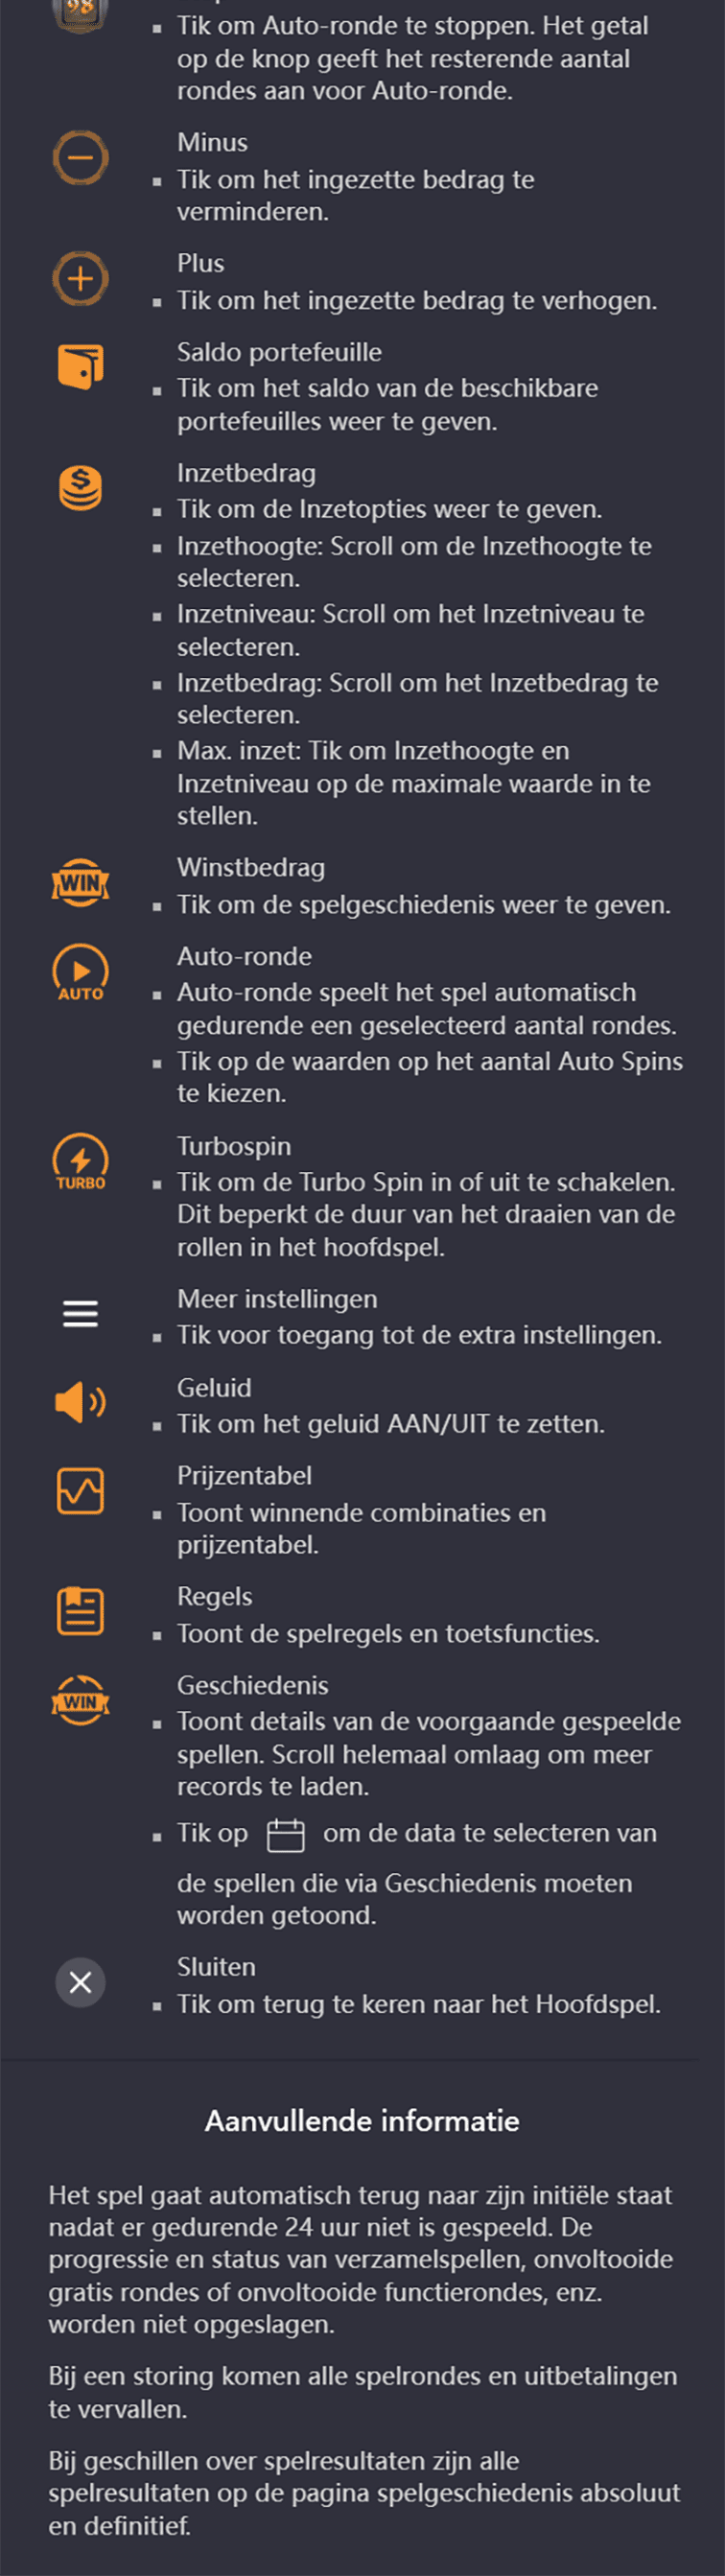 98
Tik om Auto-ronde te stoppen. Het getal
op de knop geeft het resterende aantal
rondes aan voor Auto-ronde.
Minus
Tik om het ingezette bedrag te
verminderen.
Plus
Tik om het ingezette bedrag te verhogen.
Saldo portefeuille
Tik om het saldo van de beschikbare
portefeuilles weer te geven.
Inzetbedrag
Tik om de Inzetopties weer te geven.
Inzethoogte: Scroll om de Inzethoogte te
selecteren.
Inzetniveau: Scroll om het Inzetniveau te
selecteren.
Inzetbedrag: Scroll om het Inzetbedrag te
selecteren.
Max. inzet: Tik om Inzethoogte en
Inzetniveau op de maximale waarde in te
stellen.
WIN
Winstbedrag
Tik om de spelgeschiedenis weer te geven.
AUTO
Auto-ronde
Auto-ronde speelt het spel automatisch
gedurende een geselecteerd aantal rondes.
Tik op de waarden op het aantal Auto Spins
te kiezen.
TURBO
Turbospin
Tik om de Turbo Spin in of uit te schakelen.
Dit beperkt de duur van het draaien van de
rollen in het hoofdspel.
Meer instellingen
Tik voor toegang tot de extra instellingen.
Geluid
Tik om het geluid AAN/UIT te zetten.
Prijzentabel
Toont winnende combinaties en
prijzentabel.
Regels
Toont de spelregels en toetsfuncties.
WIN
Geschiedenis
Toont details van de voorgaande gespeelde
spellen. Scroll helemaal omlaag om meer
records te laden.
Tik op om de data te selecteren van
de spellen die via Geschiedenis moeten
worden getoond.
Sluiten
Tik om terug te keren naar het Hoofdspel.
Aanvullende informatie
Het spel gaat automatisch terug naar zijn initiële staat
nadat er gedurende 24 uur niet is gespeeld. De
progressie en status van verzamelspellen, onvoltooide
gratis rondes of onvoltooide functierondes, enz.
worden niet opgeslagen.
Bij een storing komen alle spelrondes en uitbetalingen
te vervallen.
Bij geschillen over spelresultaten zijn alle
spelresultaten op de pagina spelgeschiedenis absoluut
en definitief.